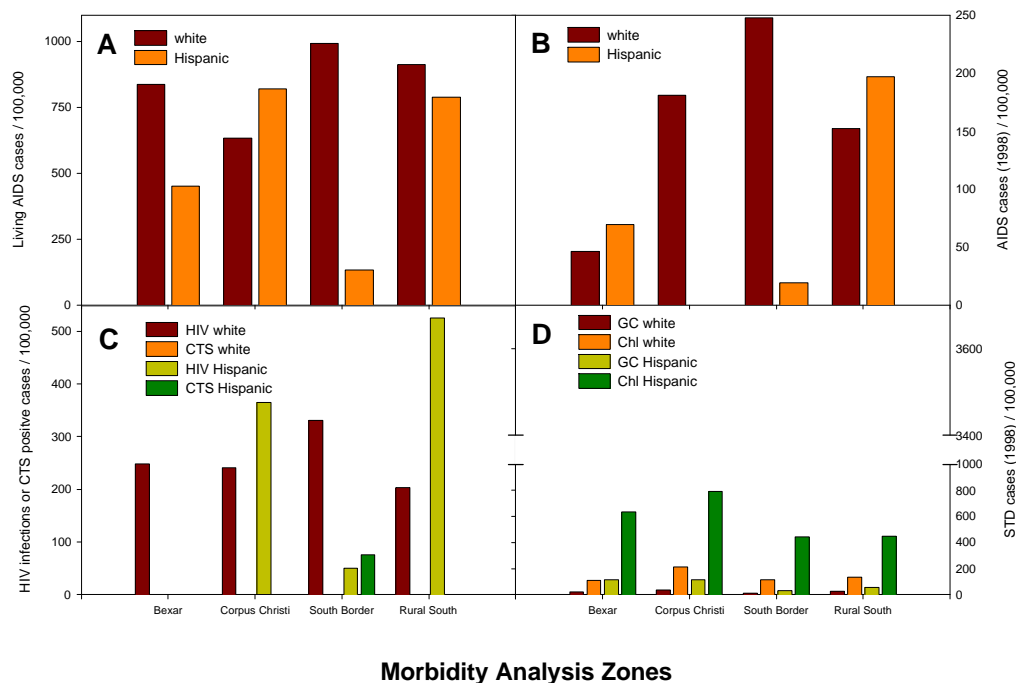 A
white
Hispanic
1000
750
500
250
0
Living AIDS cases / 100,000
B
white
Hispanic
250
200
150
100
50
0
AIDS cases (1998) / 100,000
C
HIV white
CTS white
HIV Hispanic
CTS Hispanic
500
400
300
200
100
0
HIV infections or CTS positve cases / 100,000
Bexar
Corpus Christi
South Border
Rural South
D
GC white
Chl white
GC Hispanic
Chl Hispanic
3600
3400
1000
800
600
400
200
0
STD cases (1998) / 100,000
Bexar
Corpus Christi
South Border
Rural South
Morbidity Analysis Zones